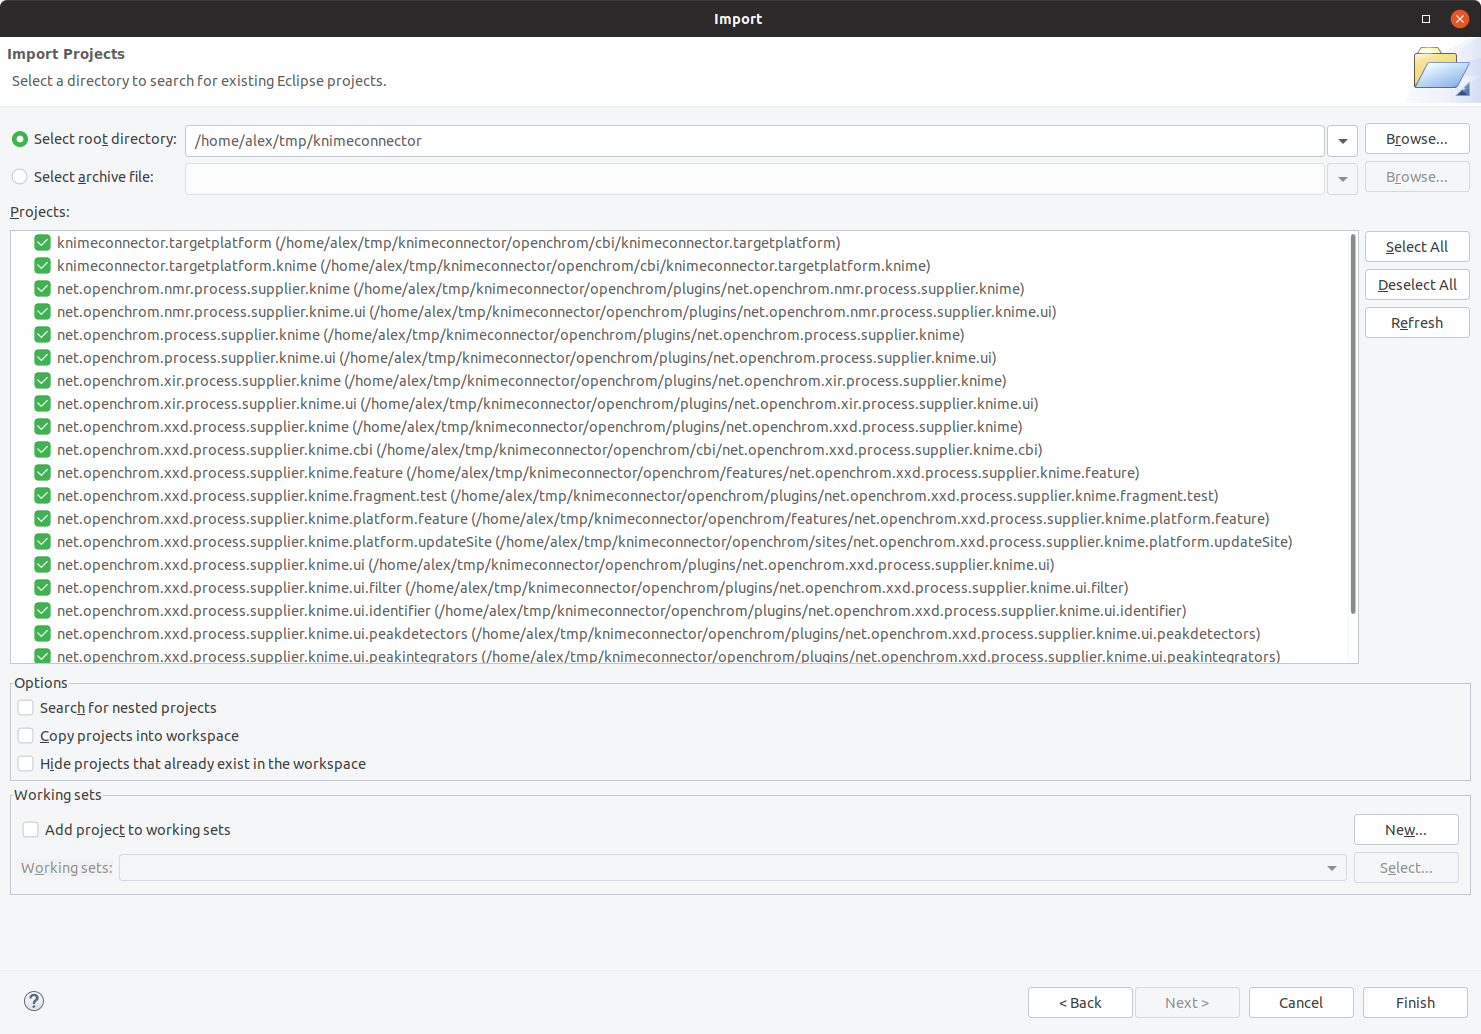 Import
Import Projects
Select a directory to search for existing Eclipse projects.
Select root directory: /home/alex/tmp/knimeconnector Browse...
Select archive file: Browse...
Projects:
knimeconnector.targetplatform (/home/alex/tmp/knimeconnector/openchrom/cbi/knimeconnector.targetplatform)
knimeconnector.targetplatform.knime (/home/alex/tmp/knimeconnector/openchrom/cbi/knimeconnector.targetplatform.knime)
net.openchrom.nmr.process.supplier.knime (/home/alex/tmp/knimeconnector/openchrom/plugins/net.openchrom.nmr.process.supplier.knime)
net.openchrom.nmr.process.supplier.knime.ui (/home/alex/tmp/knimeconnector/openchrom/plugins/net.openchrom.nmr.process.supplier.knime.ui)
net.openchrom.process.supplier.knime (/home/alex/tmp/knimeconnector/openchrom/plugins/net.openchrom.process.supplier.knime)
net.openchrom.process.supplier.knime.ui (/home/alex/tmp/knimeconnector/openchrom/plugins/net.openchrom.process.supplier.knime.ui)
net.openchrom.xir.process.supplier.knime (/home/alex/tmp/knimeconnector/openchrom/plugins/net.openchrom.xir.process.supplier.knime)
net.openchrom.xir.process.supplier.knime.ui (/home/alex/tmp/knimeconnector/openchrom/plugins/net.openchrom.xir.process.supplier.knime.ui)
net.openchrom.xxd.process.supplier.knime (/home/alex/tmp/knimeconnector/openchrom/plugins/net.openchrom.xxd.process.supplier.knime)
net.openchrom.xxd.process.supplier.knime.cbi (/home/alex/tmp/knimeconnector/openchrom/cbi/net.openchrom.xxd.process.supplier.knime.cbi)
net.openchrom.xxd.process.supplier.knime.feature (/home/alex/tmp/knimeconnector/openchrom/features/net.openchrom.xxd.process.supplier.knime.feature)
net.openchrom.xxd.process.supplier.knime.fragment.test (/home/alex/tmp/knimeconnector/openchrom/plugins/net.openchrom.xxd.process.supplier.knime.fragment.test)
net.openchrom.xxd.process.supplier.knime.platform.feature (/home/alex/tmp/knimeconnector/openchrom/features/net.openchrom.xxd.process.supplier.knime.platform.feature)
net.openchrom.xxd.process.supplier.knime.platform.updateSite (/home/alex/tmp/knimeconnector/openchrom/sites/net.openchrom.xxd.process.supplier.knime.platform.updateSite)
net.openchrom.xxd.process.supplier.knime.ui (/home/alex/tmp/knimeconnector/openchrom/plugins/net.openchrom.xxd.process.supplier.knime.ui)
net.openchrom.xxd.process.supplier.knime.ui.filter (/home/alex/tmp/knimeconnector/openchrom/plugins/net.openchrom.xxd.process.supplier.knime.ui.filter)
net.openchrom.xxd.process.supplier.knime.ui.identifier (/home/alex/tmp/knimeconnector/openchrom/plugins/net.openchrom.xxd.process.supplier.knime.ui.identifier)
net.openchrom.xxd.process.supplier.knime.ui.peakdetectors (/home/alex/tmp/knimeconnector/openchrom/plugins/net.openchrom.xxd.process.supplier.knime.ui.peakdetectors)
net.openchrom.xxd.process.supplier.knime.ui.peakintegrators (/home/alex/tmp/knimeconnector/openchrom/plugins/net.openchrom.xxd.process.supplier.knime.ui.peakintegrators)
Select All
Deselect All
Refresh
Options
Search for nested projects
Copy projects into workspace
Hide projects that already exist in the workspace
Working sets
Add project to working sets New...
Working sets: Select...
? < Back Next > Cancel Finish